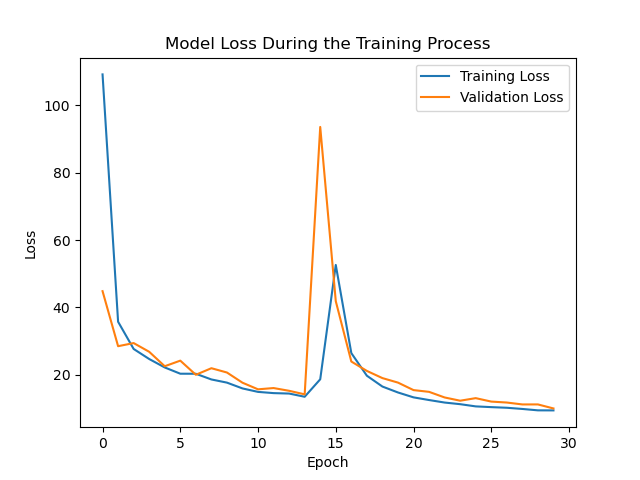 Model Loss During the Training Process
Training Loss
Validation Loss
100
80
60
40
20
Loss
0 5 10 15 20 25 30
Epoch